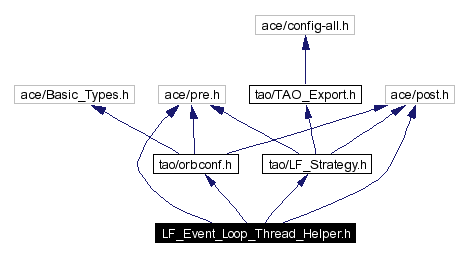 ace/config-all.h
ace/Basic_Types.h
ace/pre.h
tao/TAO_Export.h
ace/post.h
tao/orbconf.h
tao/LF_Strategy.h
LF_Event_Loop_Thread_Helper.h